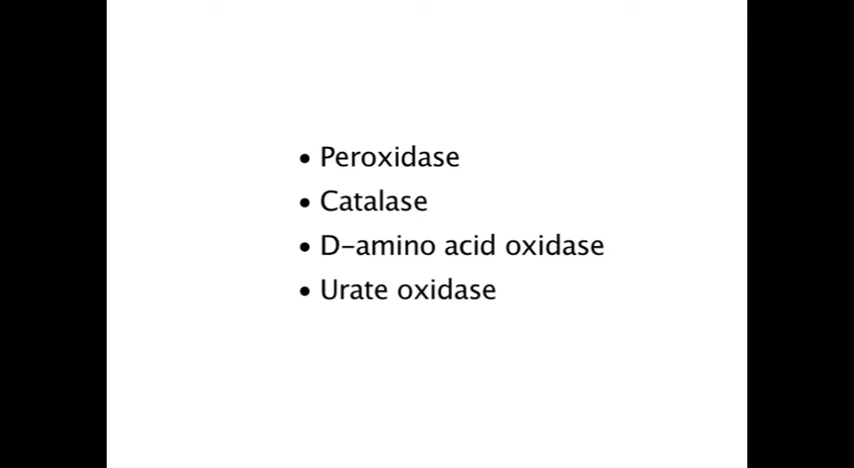 • Peroxidase
• Catalase
• D-amino acid oxidase
• Urate oxidase